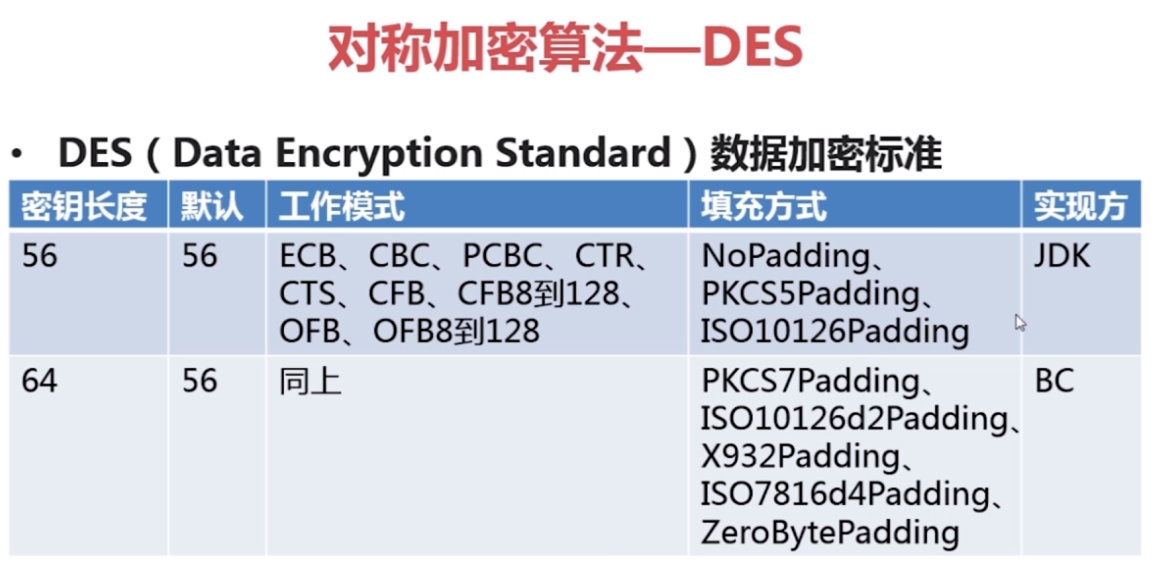 对称加密算法—DES
• DES（Data Encryption Standard）数据加密标准
密钥长度 默认 工作模式 填充方式 实现方
56 56 ECB、CBC、PCBC、CTR、 NoPadding、 JDK
CTS、CFB、CFB8到128、 PKCS5Padding、
OFB、OFB8到128 ISO10126Padding
64 56 同上 PKCS7Padding、 BC
ISO10126d2Padding、
X932Padding、
ISO7816d4Padding、
ZeroBytePadding